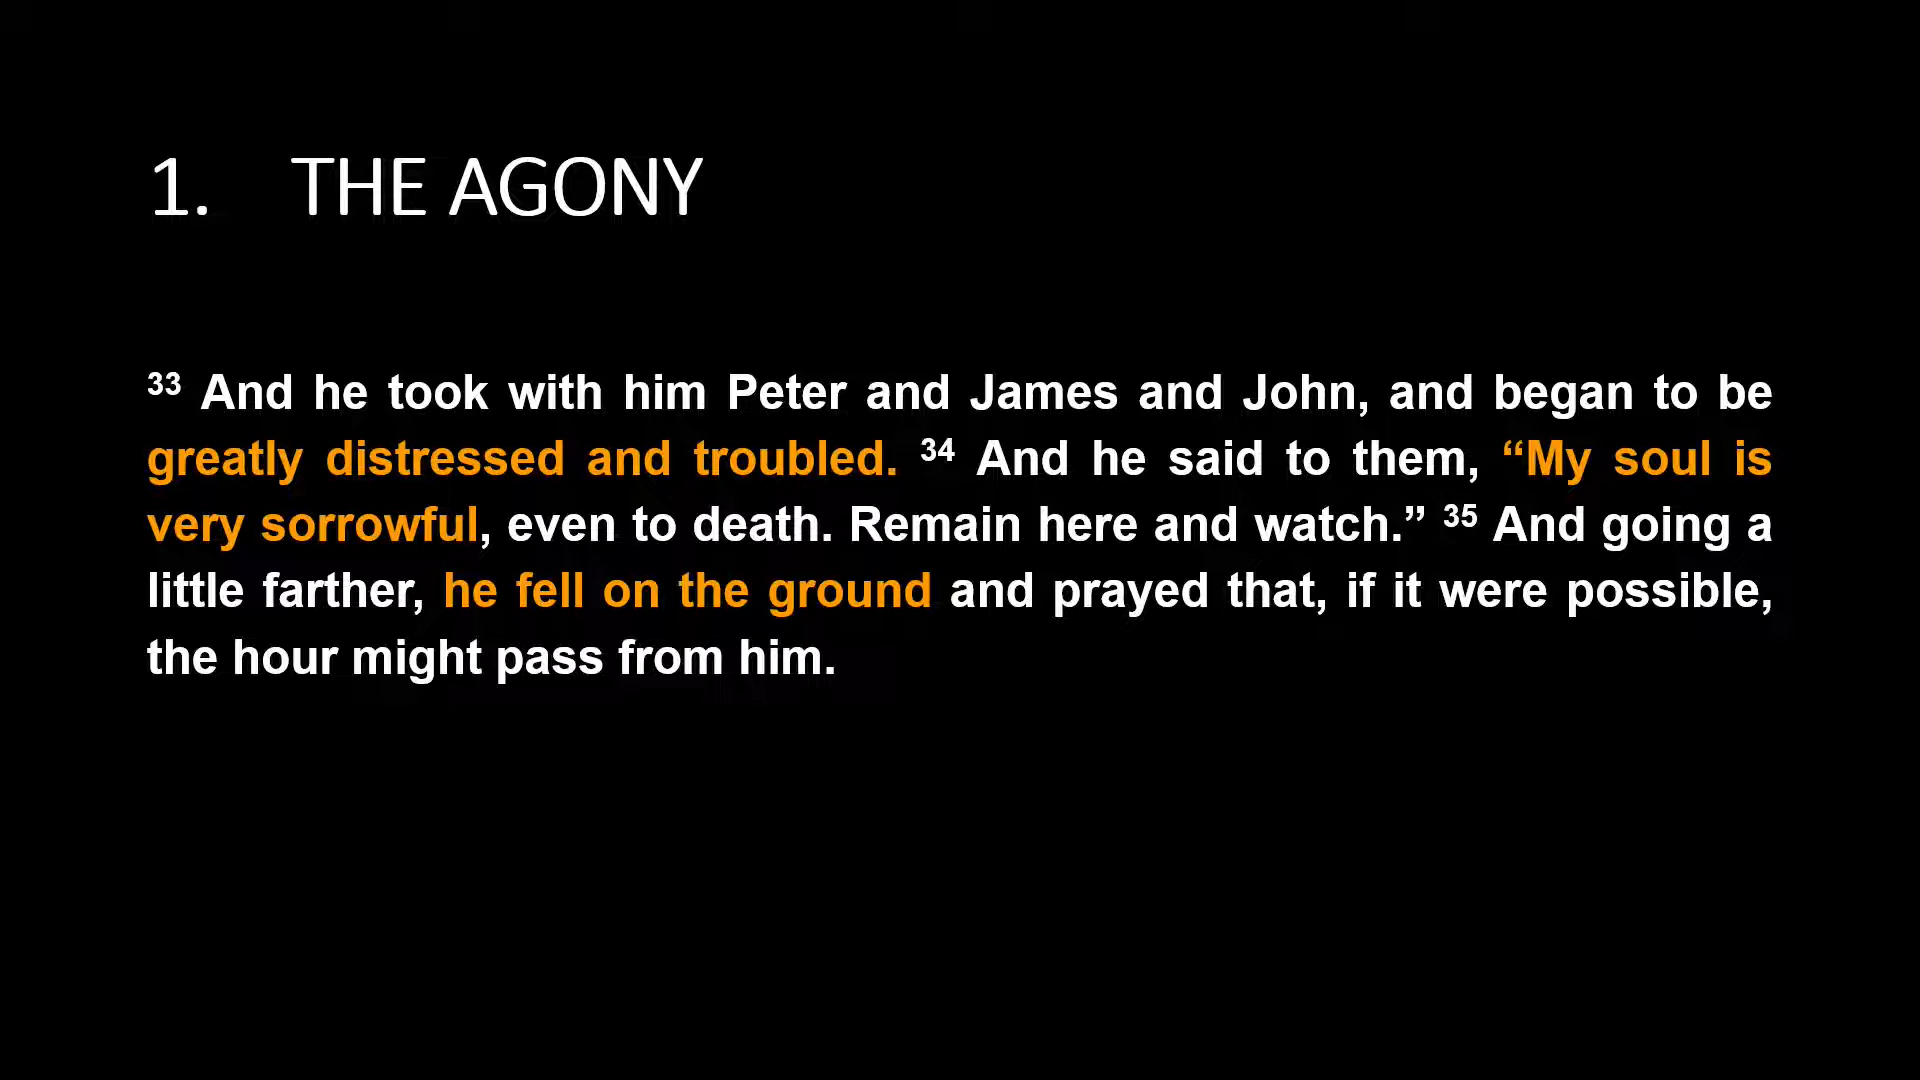 1. THE AGONY
33 And he took with him Peter and James and John, and began to be
greatly distressed and troubled. 34 And he said to them, “My soul is
very sorrowful, even to death. Remain here and watch.” 35 And going a
little farther, he fell on the ground and prayed that, if it were possible,
the hour might pass from him.